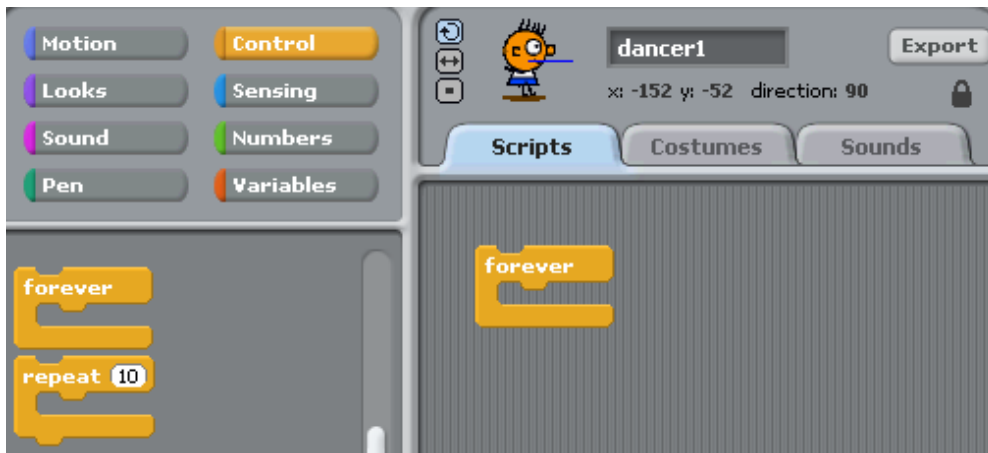 Motion Control
Looks Sensing
Sound Numbers
Pen Variables
forever
repeat 10
dancer1
Export
x: -152 y: -52 direction: 90
Scripts Costumes Sounds
forever